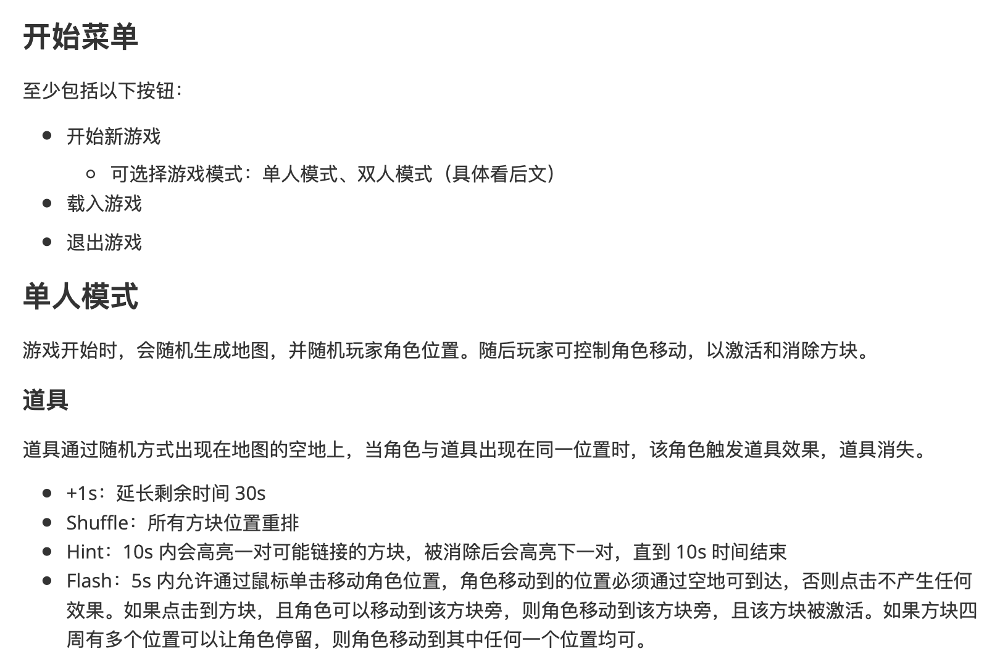 开始菜单
至少包括以下按钮：
开始新游戏
可选择游戏模式：单人模式、双人模式（具体看后文）
载入游戏
退出游戏
单人模式
游戏开始时，会随机生成地图，并随机玩家角色位置。随后玩家可控制角色移动，以激活和消除方块。
道具
道具通过随机方式出现在地图的空地上，当角色与道具出现在同一位置时，该角色触发道具效果，道具消失。
+1s：延长剩余时间 30s
Shuffle：所有方块位置重排
Hint：10s 内会高亮一对可能链接的方块，被消除后会高亮下一对，直到 10s 时间结束
Flash：5s 内允许通过鼠标单击移动角色位置，角色移动到的位置必须通过空地可到达，否则点击不产生任何
效果。如果点击到方块，且角色可以移动到该方块旁，则角色移动到该方块旁，且该方块被激活。如果方块四
周有多个位置可以让角色停留，则角色移动到其中任何一个位置均可。